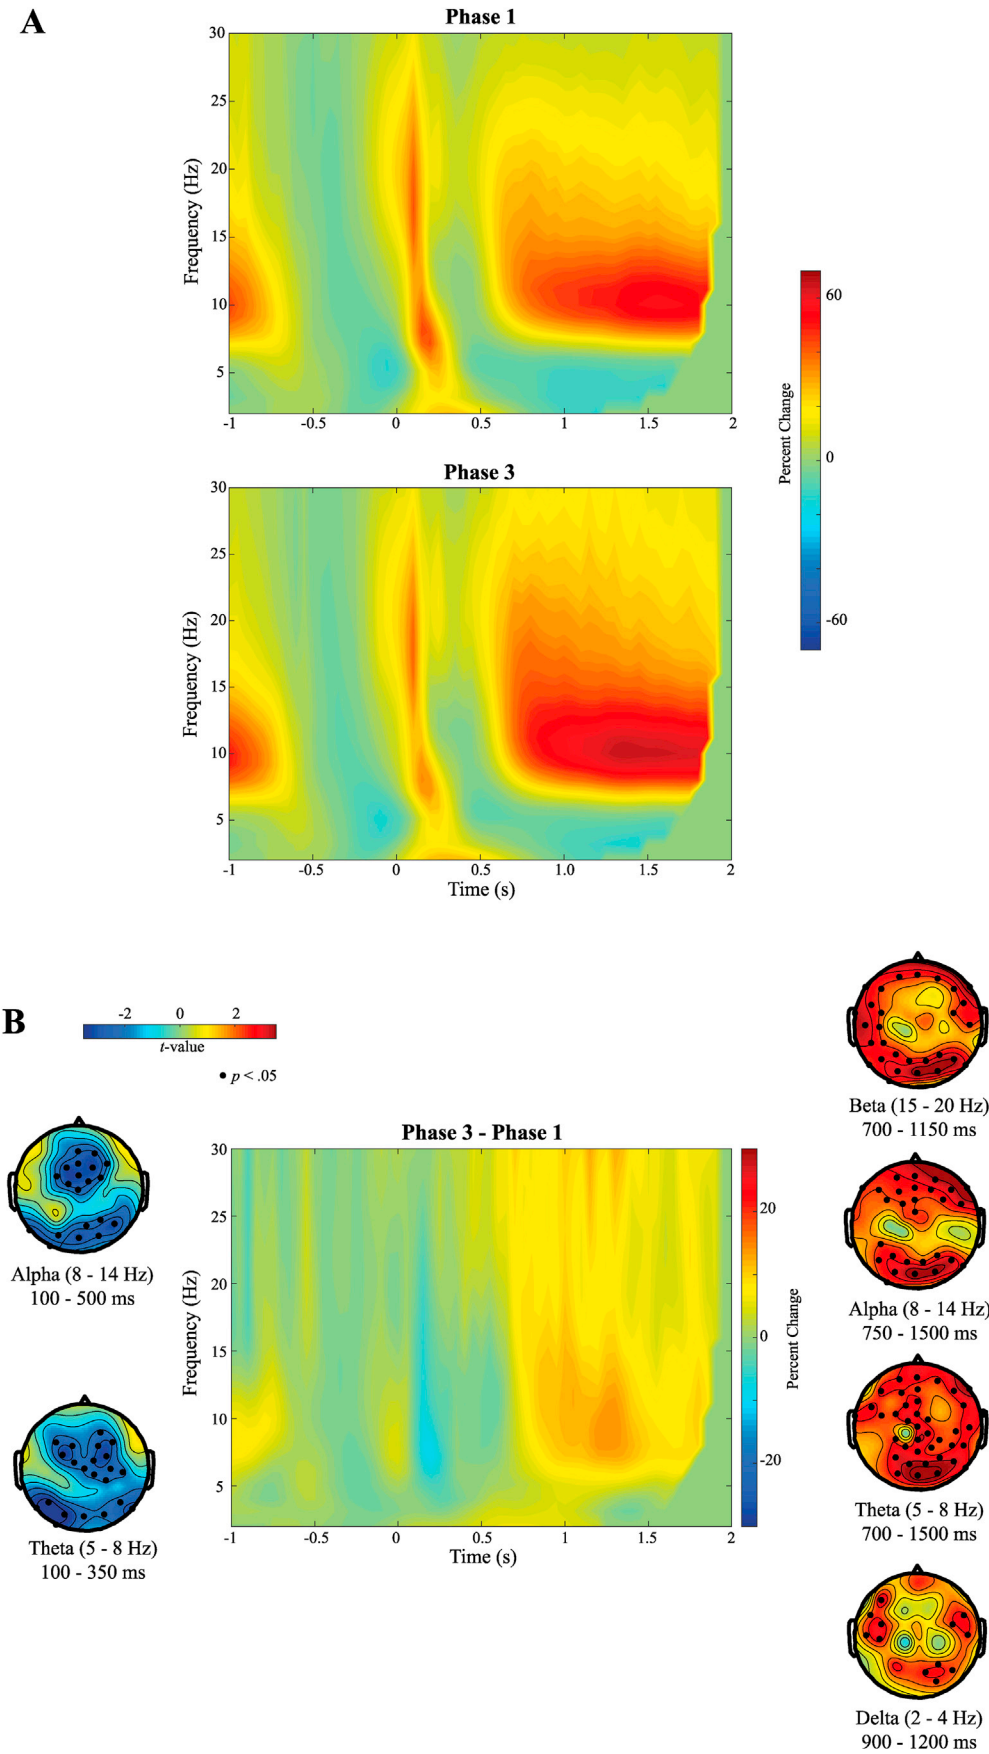 A
Phase 1
30
25
20
15
10
5
Frequency (Hz)
-1 -0.5 0 0.5 1 1.5 2
Phase 3
30
25
20
15
10
5
Frequency (Hz)
-1 -0.5 0 0.5 1.0 1.5 2
Time (s)
60
0
-60
Percent Change
B
-2 0 2
t-value
p < .05
Alpha (8 - 14 Hz)
100 - 500 ms
Theta (5 - 8 Hz)
100 - 350 ms
Phase 3 - Phase 1
30
25
20
15
10
5
Frequency (Hz)
-1 -0.5 0 0.5 1 1.5 2
Time (s)
20
0
-20
Percent Change
Beta (15 - 20 Hz)
700 - 1150 ms
Alpha (8 - 14 Hz)
750 - 1500 ms
Theta (5 - 8 Hz)
700 - 1500 ms
Delta (2 - 4 Hz)
900 - 1200 ms